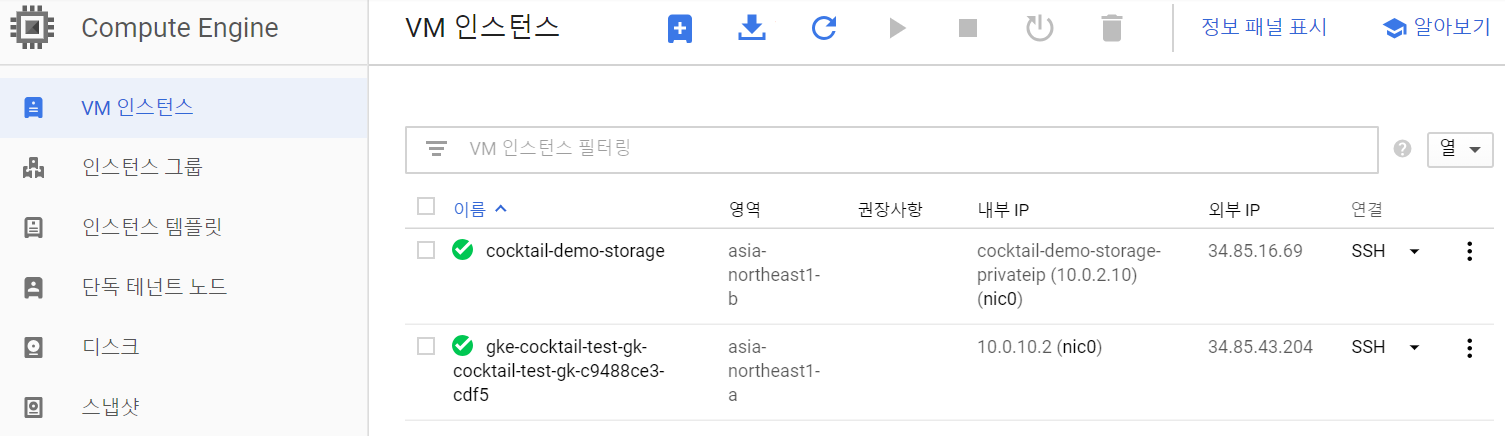 Compute Engine
VM 인스턴스
정보 패널 표시
알아보기
VM 인스턴스
인스턴스 그룹
인스턴스 템플릿
단독 테넌트 노드
디스크
스냅샷
VM 인스턴스 필터링
열
이름 영역 권장사항 내부 IP 외부 IP 연결
cocktail-demo-storage
asia-
northeast1-
b
cocktail-demo-storage-
privateip (10.0.2.10)
(nic0)
34.85.16.69
SSH
gke-cocktail-test-gk-
cocktail-test-gk-c9488ce3-
cdf5
asia-
northeast1-
a
10.0.10.2 (nic0)
34.85.43.204
SSH